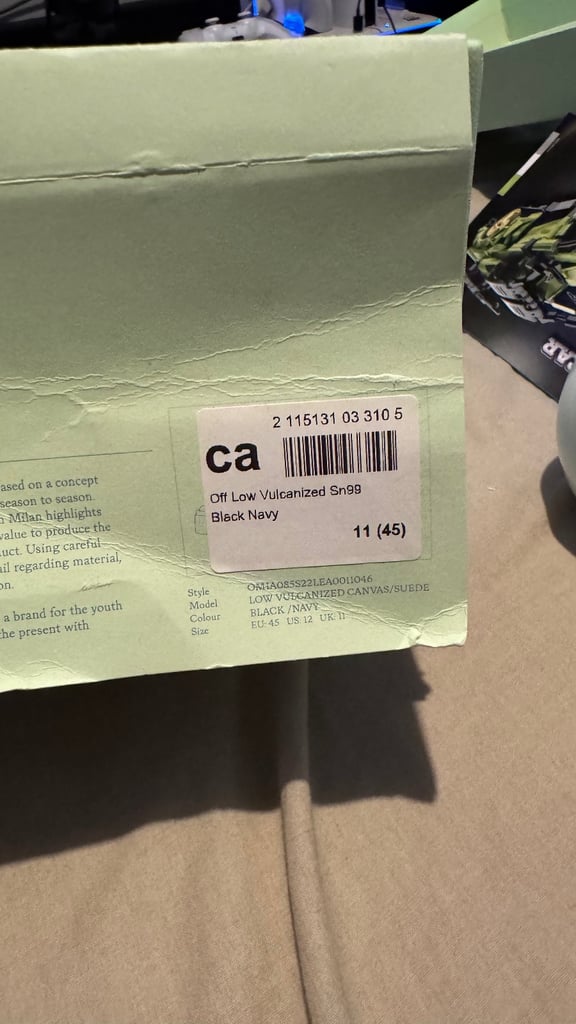 2 115131 03 310 5
ca
Off Low Vulcanized Sn99
Black Navy
11 (45)
ased on a concept
season to season.
Milan highlights
value to produce the
uct. Using careful
ail regarding material,
on.
a brand for the youth
the present with
Style OMIA085S22LEA0011046
Model LOW VULCANIZED CANVAS/SUEDE
Colour BLACK /NAVY
Size EU: 45 US: 12 UK: 11